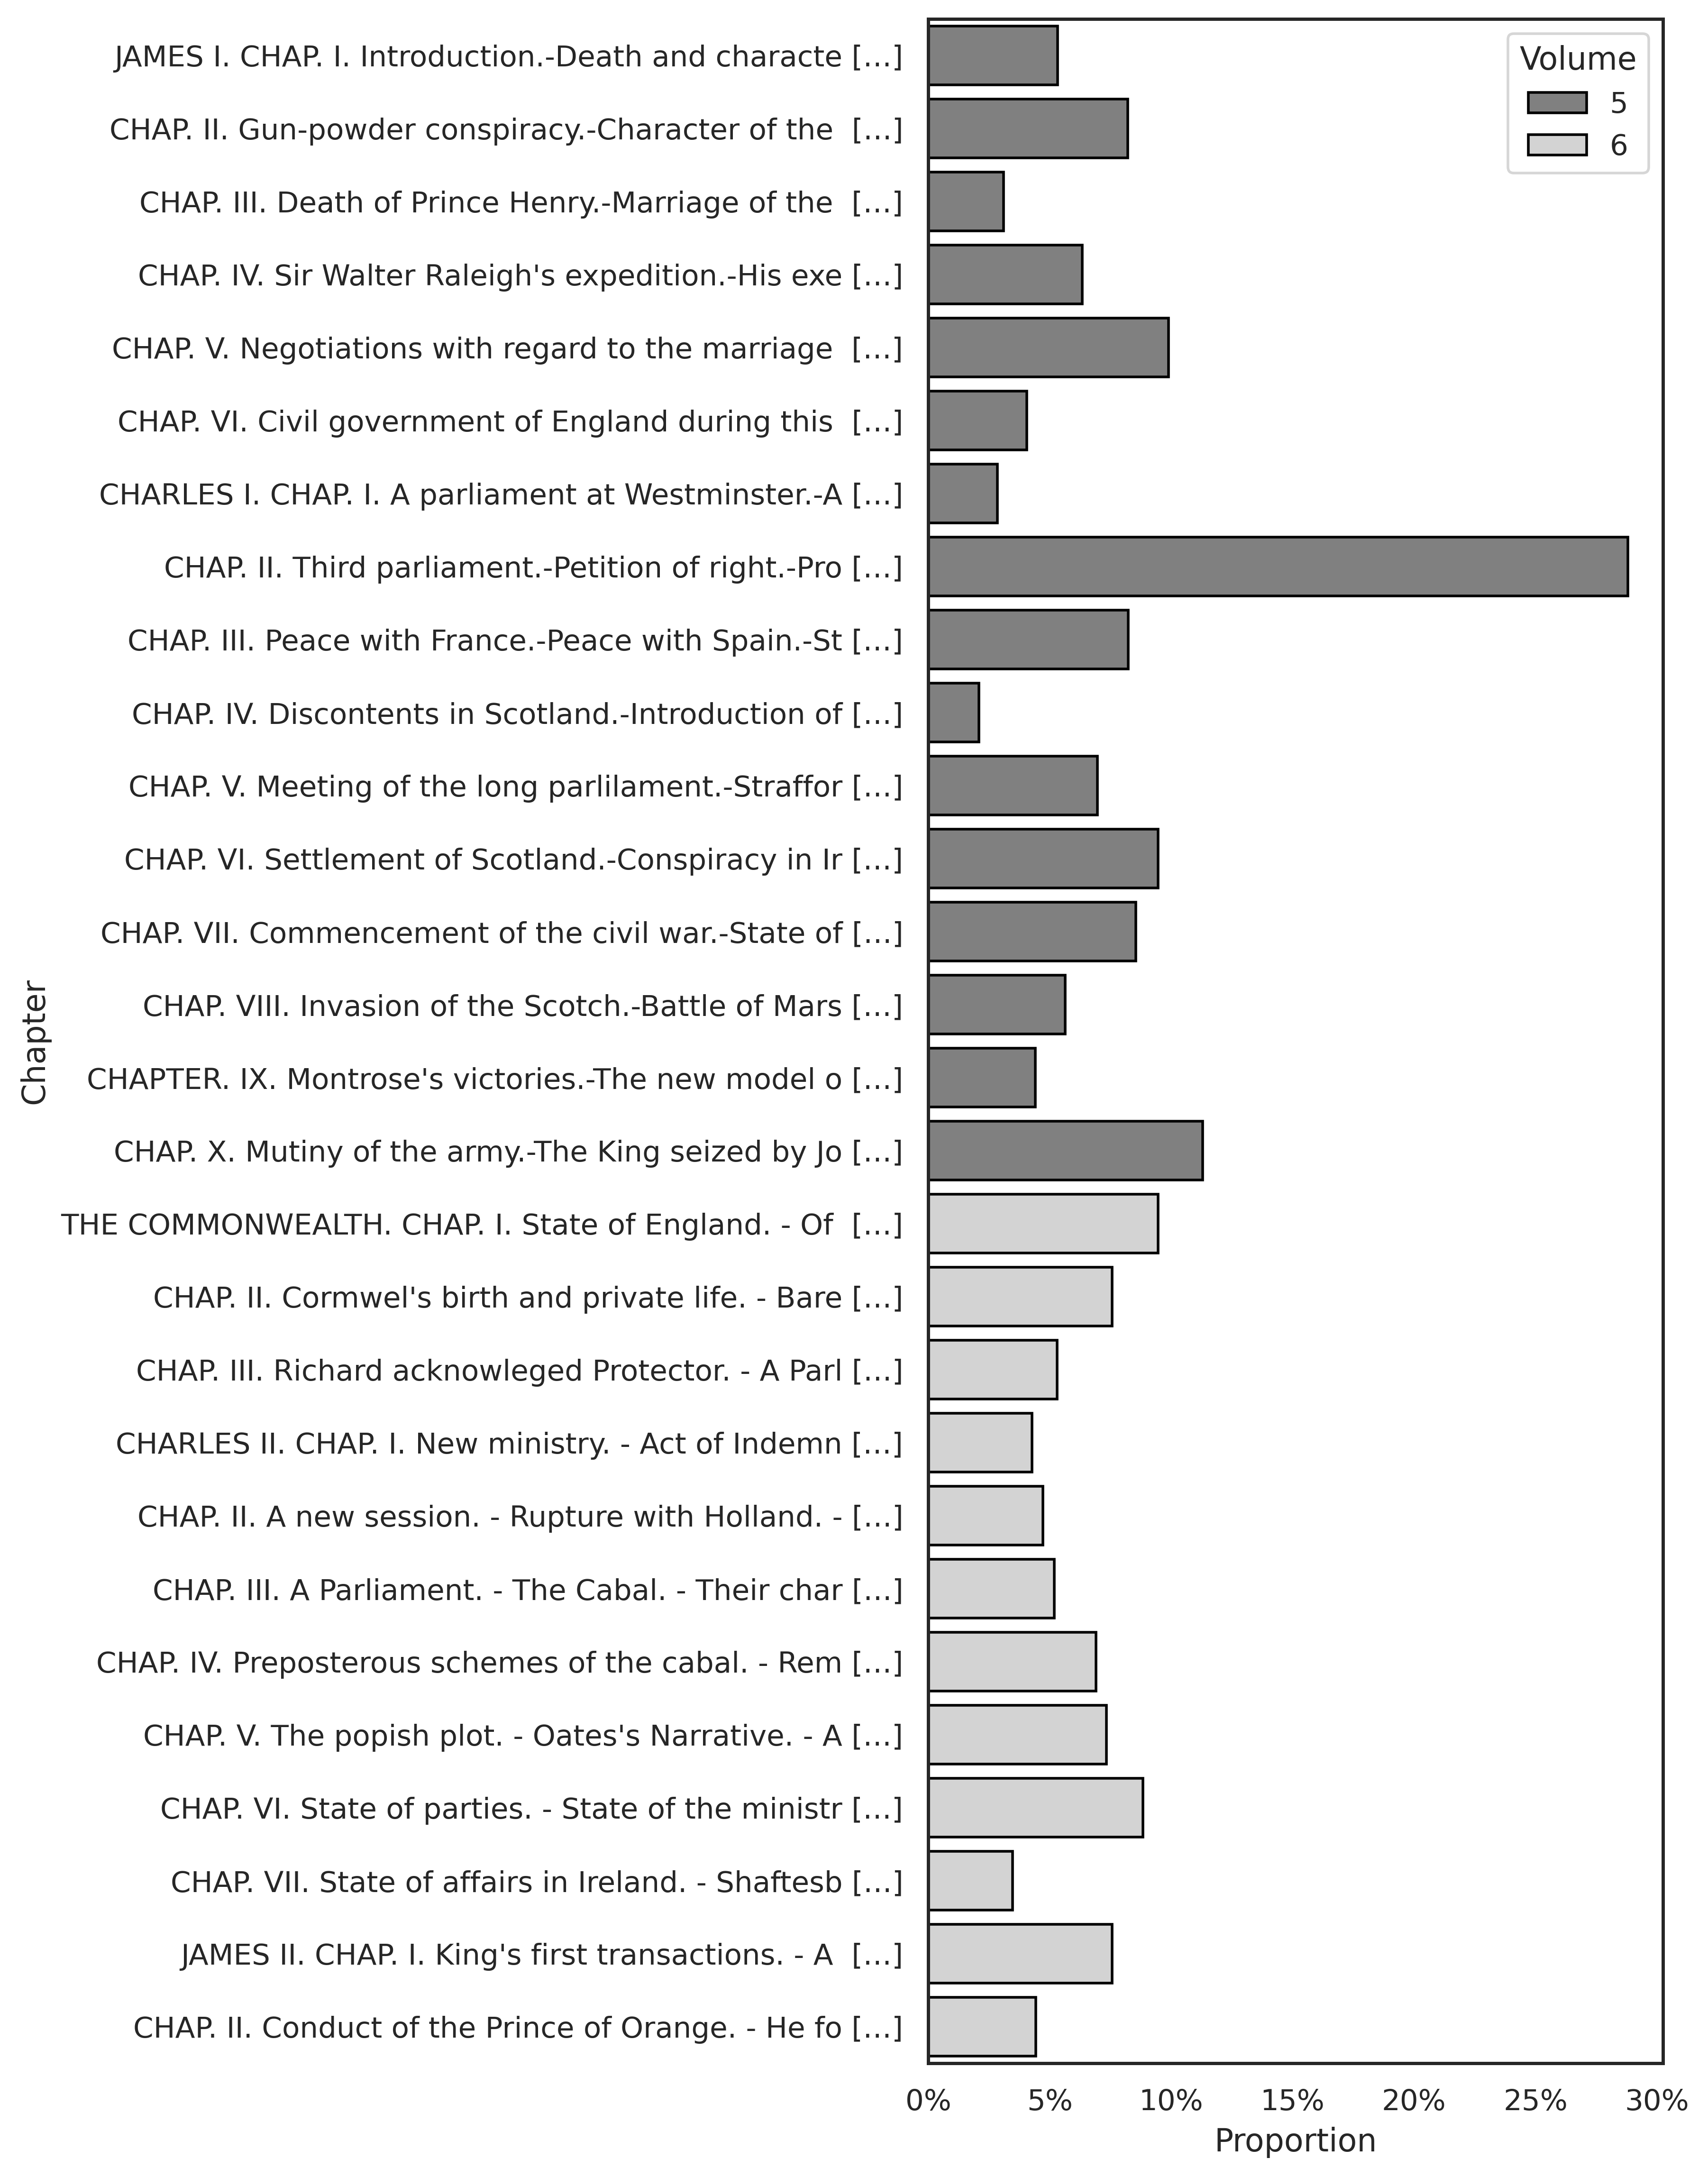 JAMES I. CHAP. I. Introduction.-Death and characte [...]
CHAP. II. Gun-powder conspiracy.-Character of the [...]
CHAP. III. Death of Prince Henry.-Marriage of the [...]
CHAP. IV. Sir Walter Raleigh's expedition.-His exe [...]
CHAP. V. Negotiations with regard to the marriage [...]
CHAP. VI. Civil government of England during this [...]
CHARLES I. CHAP. I. A parliament at Westminster.-A [...]
CHAP. II. Third parliament.-Petition of right.-Pro [...]
CHAP. III. Peace with France.-Peace with Spain.-St [...]
CHAP. IV. Discontents in Scotland.-Introduction of [...]
CHAP. V. Meeting of the long parlilament.-Straffor [...]
CHAP. VI. Settlement of Scotland.-Conspiracy in Ir [...]
CHAP. VII. Commencement of the civil war.-State of [...]
CHAP. VIII. Invasion of the Scotch.-Battle of Mars [...]
CHAPTER. IX. Montrose's victories.-The new model o [...]
CHAP. X. Mutiny of the army.-The King seized by Jo [...]
THE COMMONWEALTH. CHAP. I. State of England. - Of [...]
CHAP. II. Cormwel's birth and private life. - Bare [...]
CHAP. III. Richard acknowleged Protector. - A Parl [...]
CHARLES II. CHAP. I. New ministry. - Act of Indemn [...]
CHAP. II. A new session. - Rupture with Holland. - [...]
CHAP. III. A Parliament. - The Cabal. - Their char [...]
CHAP. IV. Preposterous schemes of the cabal. - Rem [...]
CHAP. V. The popish plot. - Oates's Narrative. - A [...]
CHAP. VI. State of parties. - State of the ministr [...]
CHAP. VII. State of affairs in Ireland. - Shaftesb [...]
JAMES II. CHAP. I. King's first transactions. - A [...]
CHAP. II. Conduct of the Prince of Orange. - He fo [...]
Chapter
Volume
5
6
0% 5% 10% 15% 20% 25% 30%
Proportion